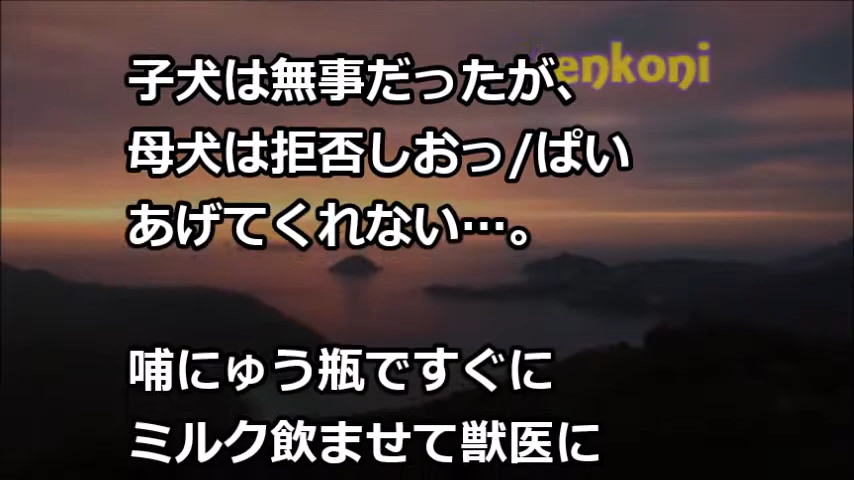 子犬は無事だったが、
enkoni
母犬は拒否しおっ/ぱい
あげてくれない…。
哺にゅう瓶ですぐに
ミルク飲ませて獣医に